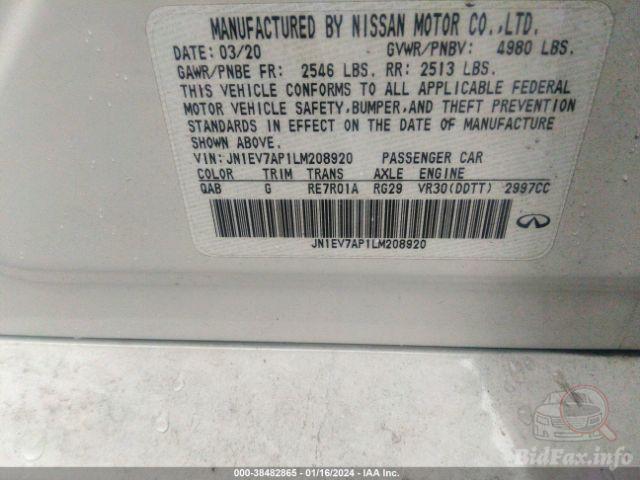 MANUFACTURED BY NISSAN MOTOR CO.,LTD.
DATE: 03/20 GVWR/PNBV: 4980 LBS.
GAWR/PNBE FR: 2546 LBS. RR: 2513 LBS.
THIS VEHICLE CONFORMS TO ALL APPLICABLE FEDERAL
MOTOR VEHICLE SAFETY,BUMPER,AND THEFT PREVENTION
STANDARDS IN EFFECT ON THE DATE OF MANUFACTURE
SHOWN ABOVE.
VIN: JN1EV7AP1LM208920 PASSENGER CAR
COLOR TRIM TRANS AXLE ENGINE
QAB G RE7R01A RG29 VR30(DDTT) 2997CC
JN1EV7AP1LM208920
INFINITI
BidFax.info
000-38482865 - 01/16/2024 - IAA Inc.